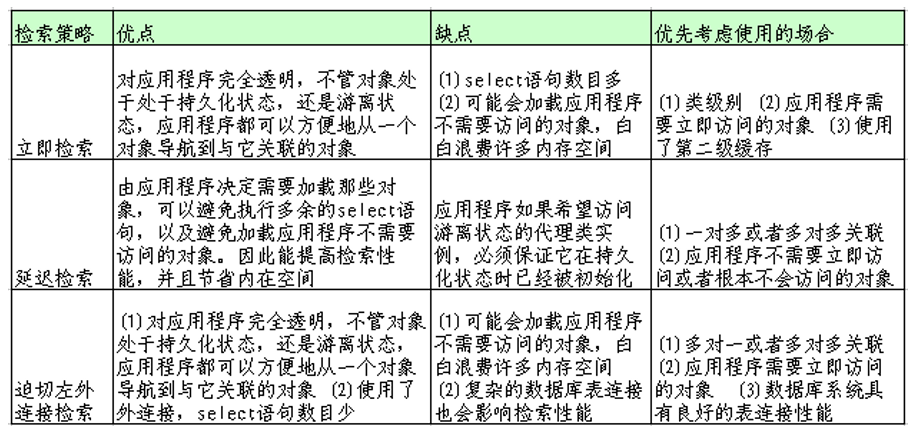 检索策略
优点
缺点
优先考虑使用的场合
立即检索
对应用程序完全透明，不管对象处
于处于持久化状态，还是游离状
态，应用程序都可以方便地从一个
对象导航到与它关联的对象
(1)select语句数目多
(2)可能会加载应用程序
不需要访问的对象，白
白浪费许多内存空间
(1)类级别 (2)应用程序需
要立即访问的对象 (3)使用
了第二级缓存
延迟检索
由应用程序决定需要加载那些对
象，可以避免执行多余的select语
句，以及避免加载应用程序不需要
访问的对象。因此能提高检索性
能，并且节省内在空间
应用程序如果希望访问
游离状态的代理类实
例，必须保证它在持久
化状态时已经被初始化
(1)一对多或者多对多关联
(2)应用程序不需要立即访
问或者根本不会访问的对象
迫切左外
连接检索
(1)对应用程序完全透明，不管对象
处于持久化状态，还是游离状态，
应用程序都可以方便地从一个对象
导航到与它关联的对象 (2)使用了
外连接，select语句数目少
(1)可能会加载应用程序
不需要访问的对象，白
白浪费许多内存空间
(2)复杂的数据库表连接
也会影响检索性能
(1)多对一或者多对多关联
(2)应用程序需要立即访问
的对象 (3)数据库系统具
有良好的表连接性能